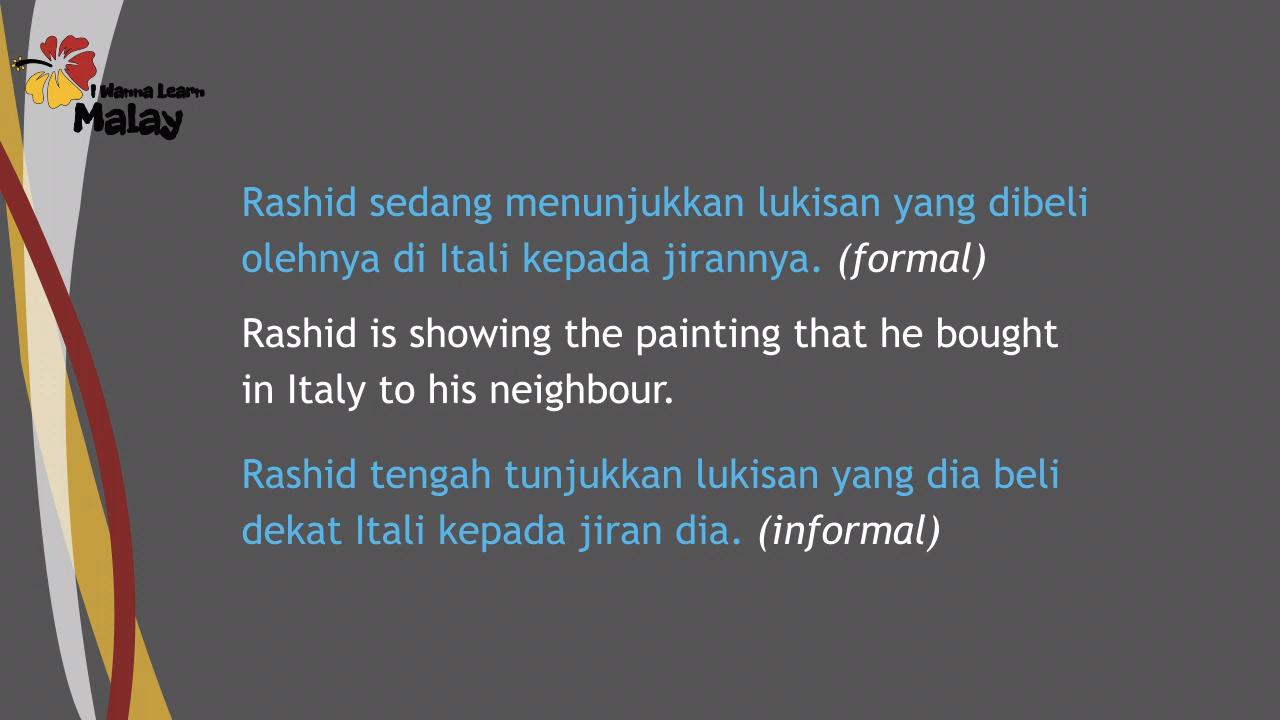 I Wanna Learn
Malay
Rashid sedang menunjukkan lukisan yang dibeli
olehnya di Itali kepada jirannya. (formal)
Rashid is showing the painting that he bought
in Italy to his neighbour.
Rashid tengah tunjukkan lukisan yang dia beli
dekat Itali kepada jiran dia. (informal)